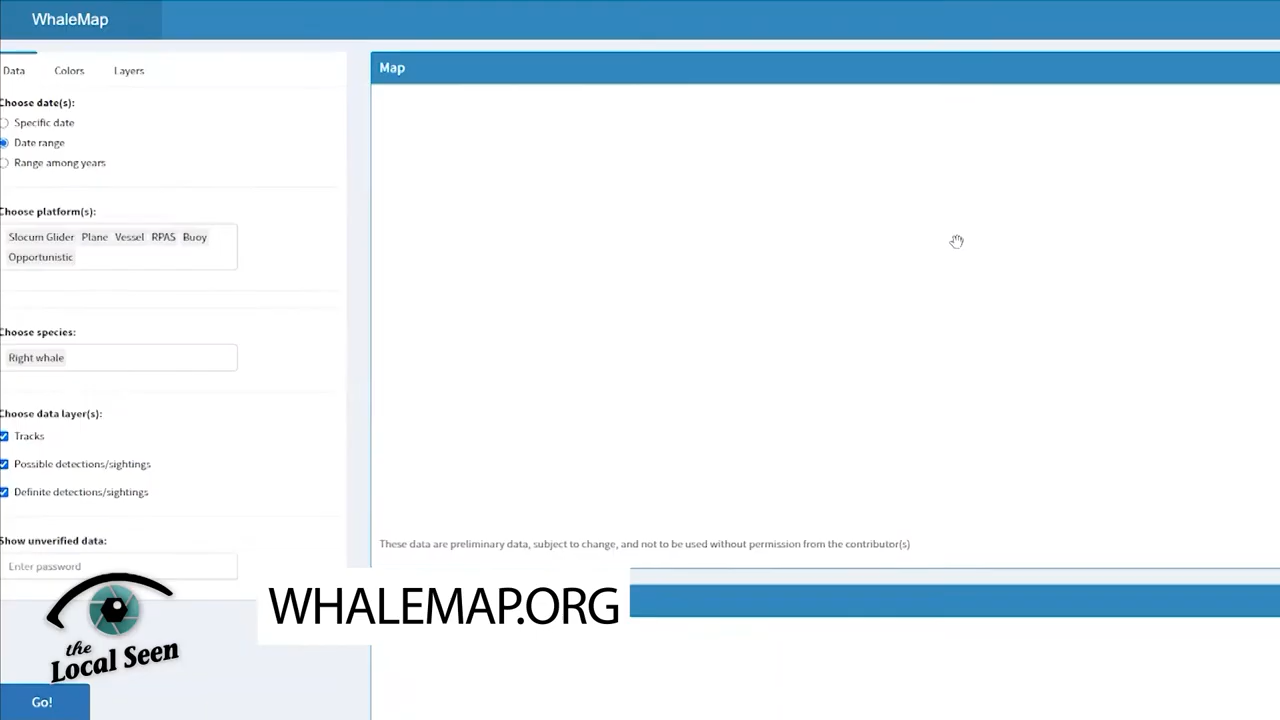 WhaleMap
Data Colors Layers
Choose date(s):
Specific date
Date range
Range among years
Choose platform(s):
Slocum Glider Plane Vessel RPAS Buoy
Opportunistic
Choose species:
Right whale
Choose data layer(s):
Tracks
Possible detections/sightings
Definite detections/sightings
Show unverified data:
Enter password
Go!
Map
These data are preliminary data, subject to change, and not to be used without permission from the contributor(s)
WHALEMAP.ORG
the
Local Seen